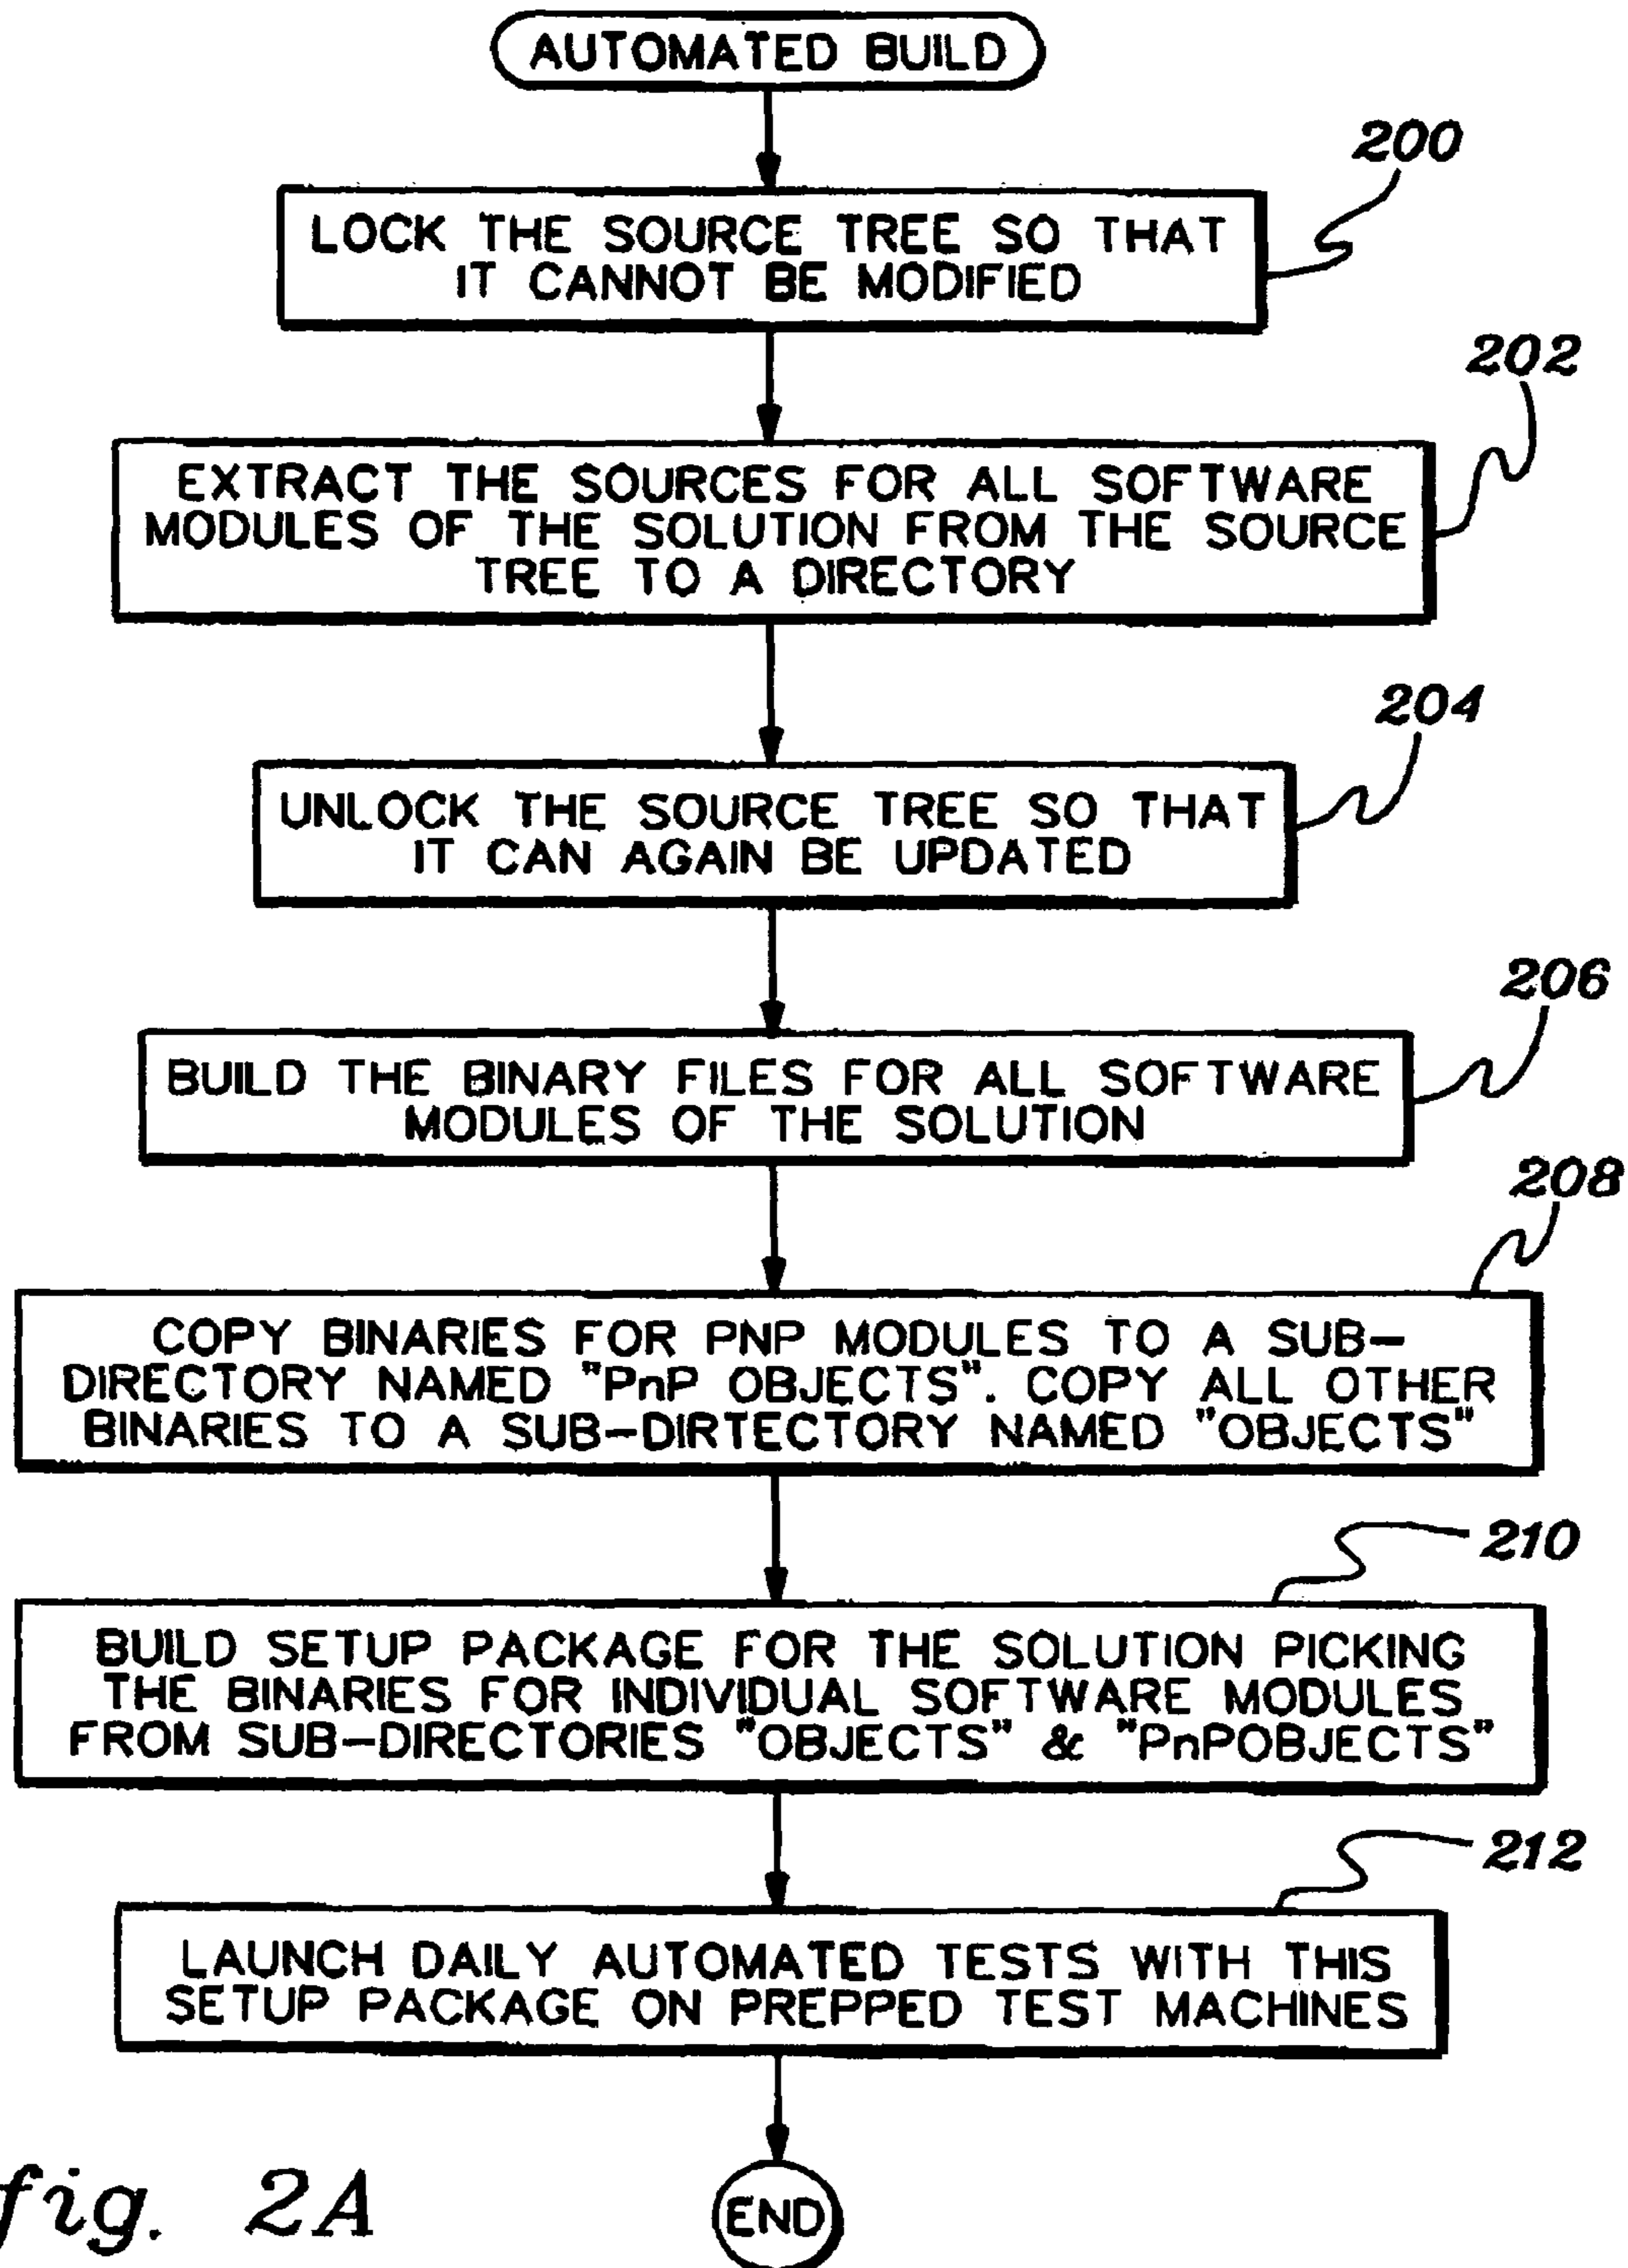 AUTOMATED BUILD
200
LOCK THE SOURCE TREE SO THAT
IT CANNOT BE MODIFIED
202
EXTRACT THE SOURCES FOR ALL SOFTWARE
MODULES OF THE SOLUTION FROM THE SOURCE
TREE TO A DIRECTORY
204
UNLOCK THE SOURCE TREE SO THAT
IT CAN AGAIN BE UPDATED
206
BUILD THE BINARY FILES FOR ALL SOFTWARE
MODULES OF THE SOLUTION
208
COPY BINARIES FOR PNP MODULES TO A SUB-
DIRECTORY NAMED "PnP OBJECTS". COPY ALL OTHER
BINARIES TO A SUB-DIRTECTORY NAMED "OBJECTS"
210
BUILD SETUP PACKAGE FOR THE SOLUTION PICKING
THE BINARIES FOR INDIVIDUAL SOFTWARE MODULES
FROM SUB-DIRECTORIES "OBJECTS" & "PnPOBJECTS"
212
LAUNCH DAILY AUTOMATED TESTS WITH THIS
SETUP PACKAGE ON PREPPED TEST MACHINES
END
fig. 2A